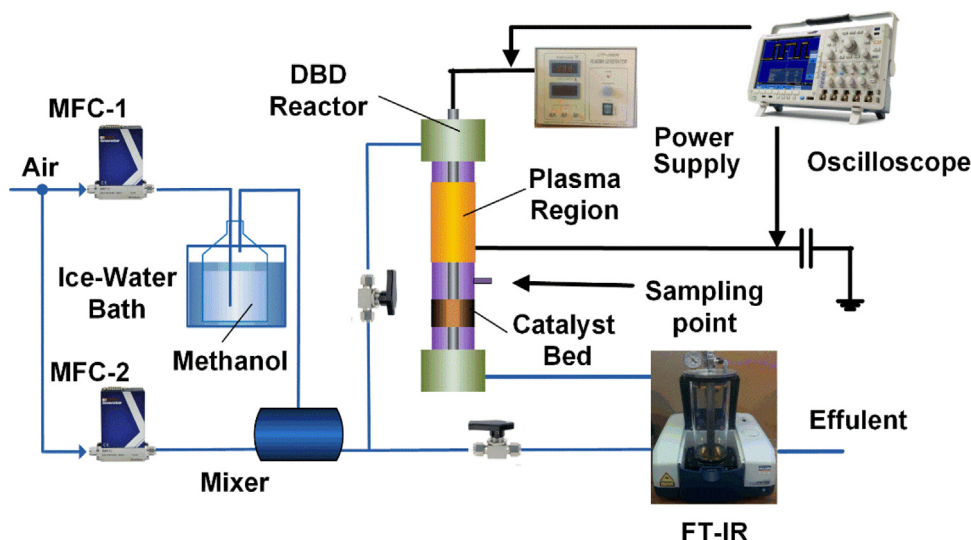 DBD
Reactor
MFC-1
Air
Power
Supply
Oscilloscope
Plasma
Region
Ice-Water
Bath
Methanol
Sampling
point
Catalyst
Bed
MFC-2
Mixer
Effulent
FT-IR